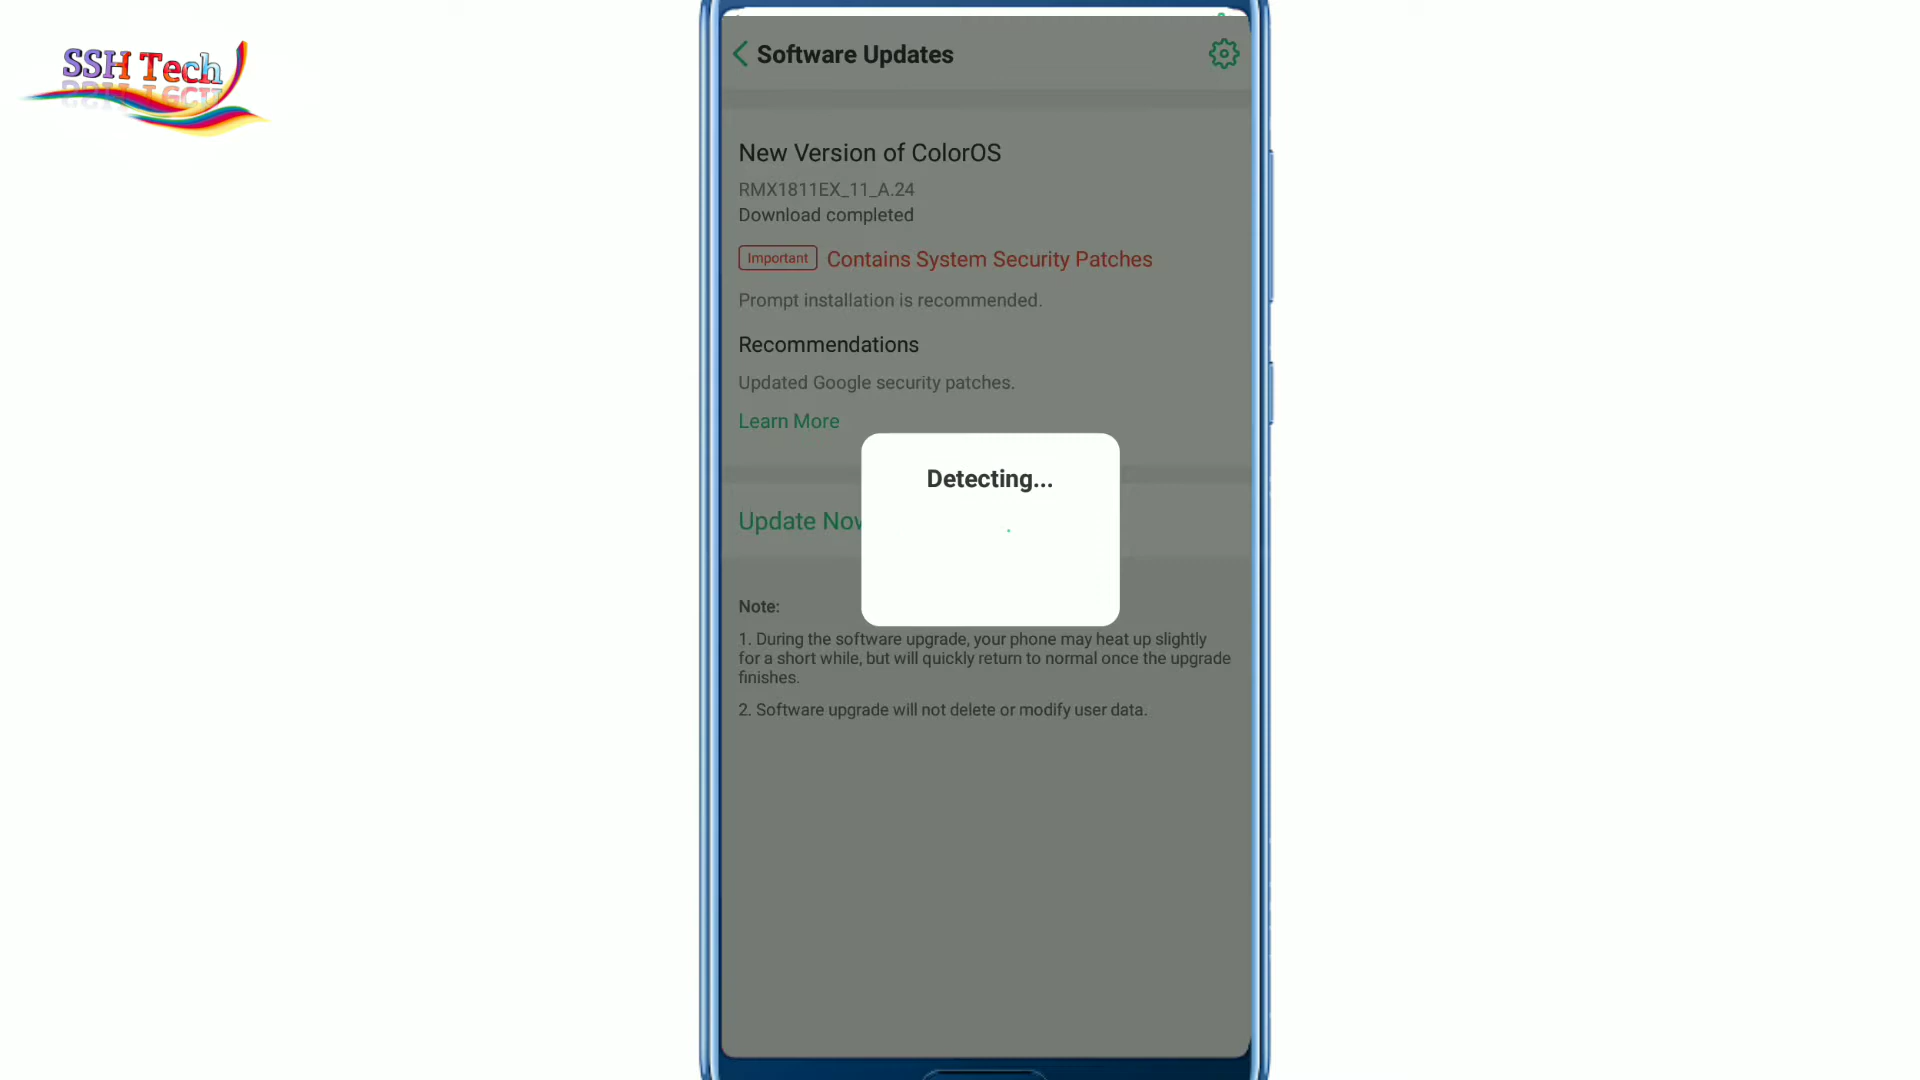 SSH Tech
Software Updates
New Version of ColorOS
RMX1811EX_11_A.24
Download completed
Important Contains System Security Patches
Prompt installation is recommended.
Recommendations
Updated Google security patches.
Learn More
Detecting...
Update Now
Note:
1. During the software upgrade, your phone may heat up slightly
for a short while, but will quickly return to normal once the upgrade
finishes.
2. Software upgrade will not delete or modify user data.